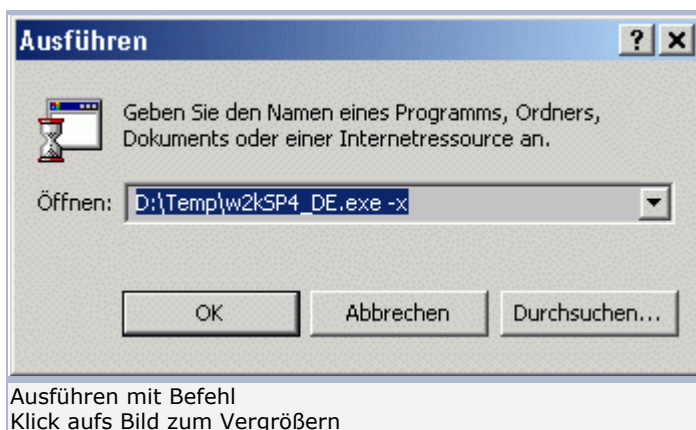 Ausführen
Geben Sie den Namen eines Programms, Ordners,
Dokuments oder einer Internetressource an.
Öffnen: D:\Temp\w2kSP4_DE.exe -x
OK Abbrechen Durchsuchen...
Ausführen mit Befehl
Klick aufs Bild zum Vergrößern